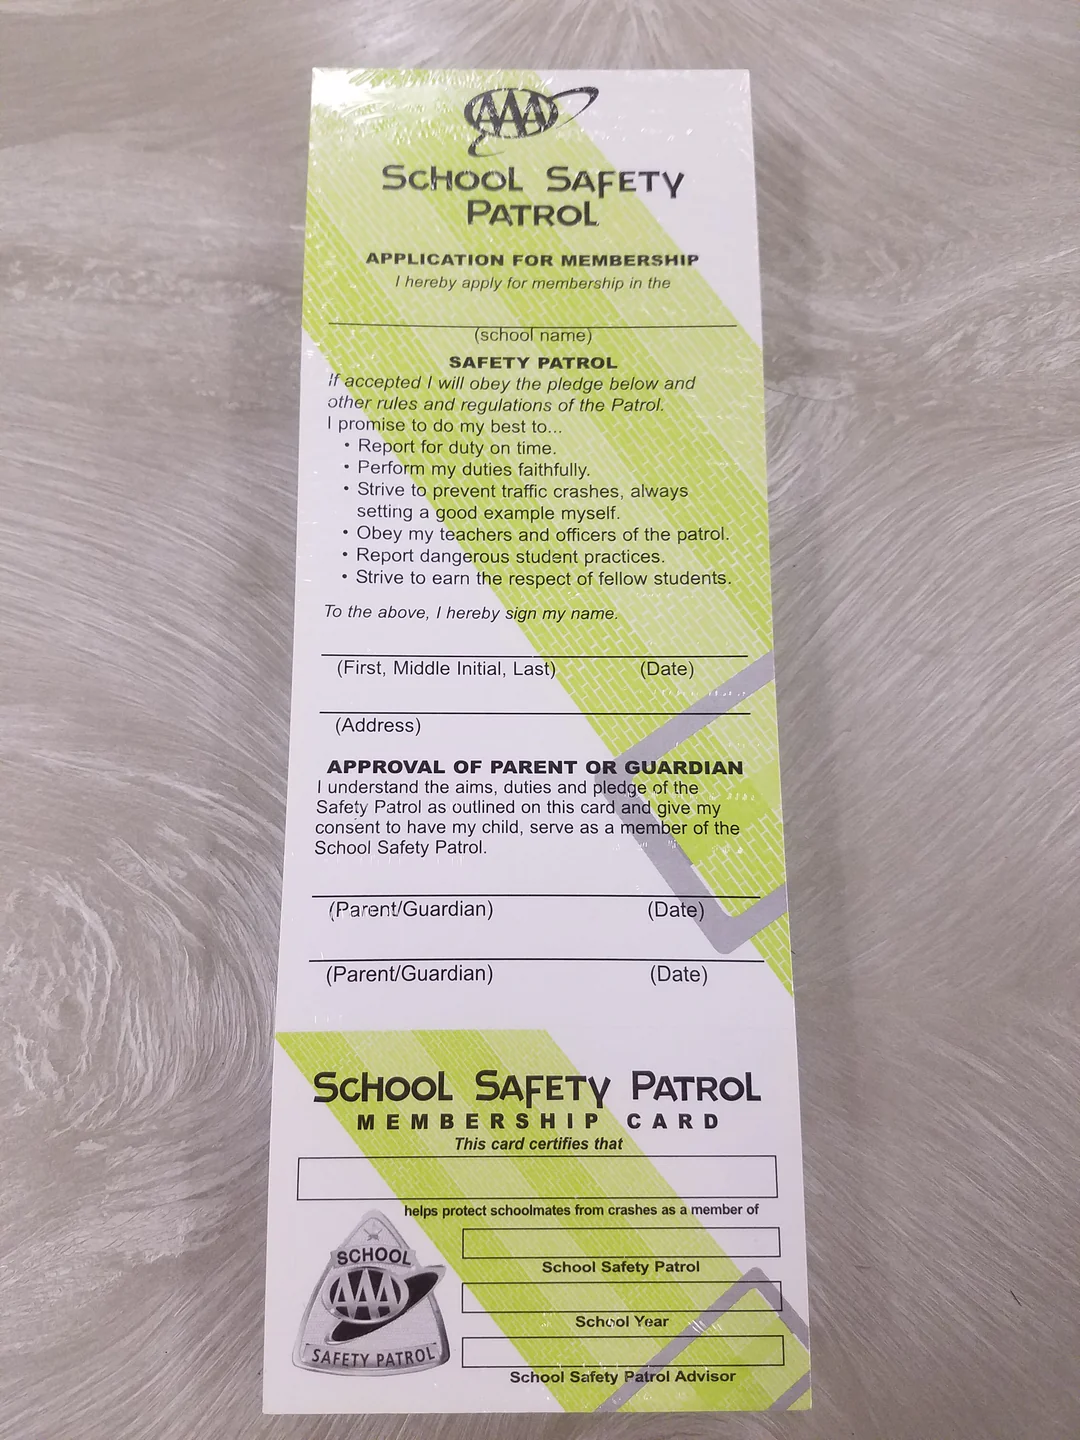 AAA
SCHOOL SAFETY
PATROL
APPLICATION FOR MEMBERSHIP
I hereby apply for membership in the
(school name)
SAFETY PATROL
If accepted I will obey the pledge below and
other rules and regulations of the Patrol.
I promise to do my best to...
• Report for duty on time.
• Perform my duties faithfully.
• Strive to prevent traffic crashes, always
setting a good example myself.
• Obey my teachers and officers of the patrol.
• Report dangerous student practices.
• Strive to earn the respect of fellow students.
To the above, I hereby sign my name.
(First, Middle Initial, Last) (Date)
(Address)
APPROVAL OF PARENT OR GUARDIAN
I understand the aims, duties and pledge of the
Safety Patrol as outlined on this card and give my
consent to have my child, serve as a member of the
School Safety Patrol.
(Parent/Guardian) (Date)
(Parent/Guardian) (Date)
SCHOOL SAFETY PATROL
MEMBERSHIP CARD
This card certifies that
helps protect schoolmates from crashes as a member of
School Safety Patrol
School Year
School Safety Patrol Advisor
SCHOOL
AAA
SAFETY PATROL